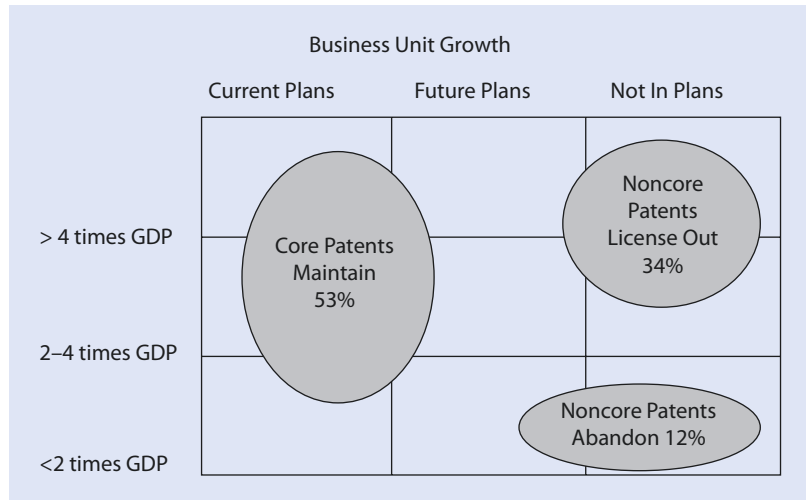 Business Unit Growth
Current Plans
Future Plans
Not In Plans
> 4 times GDP
2–4 times GDP
<2 times GDP
Core Patents
Maintain
53%
Noncore
Patents
License Out
34%
Noncore Patents
Abandon 12%